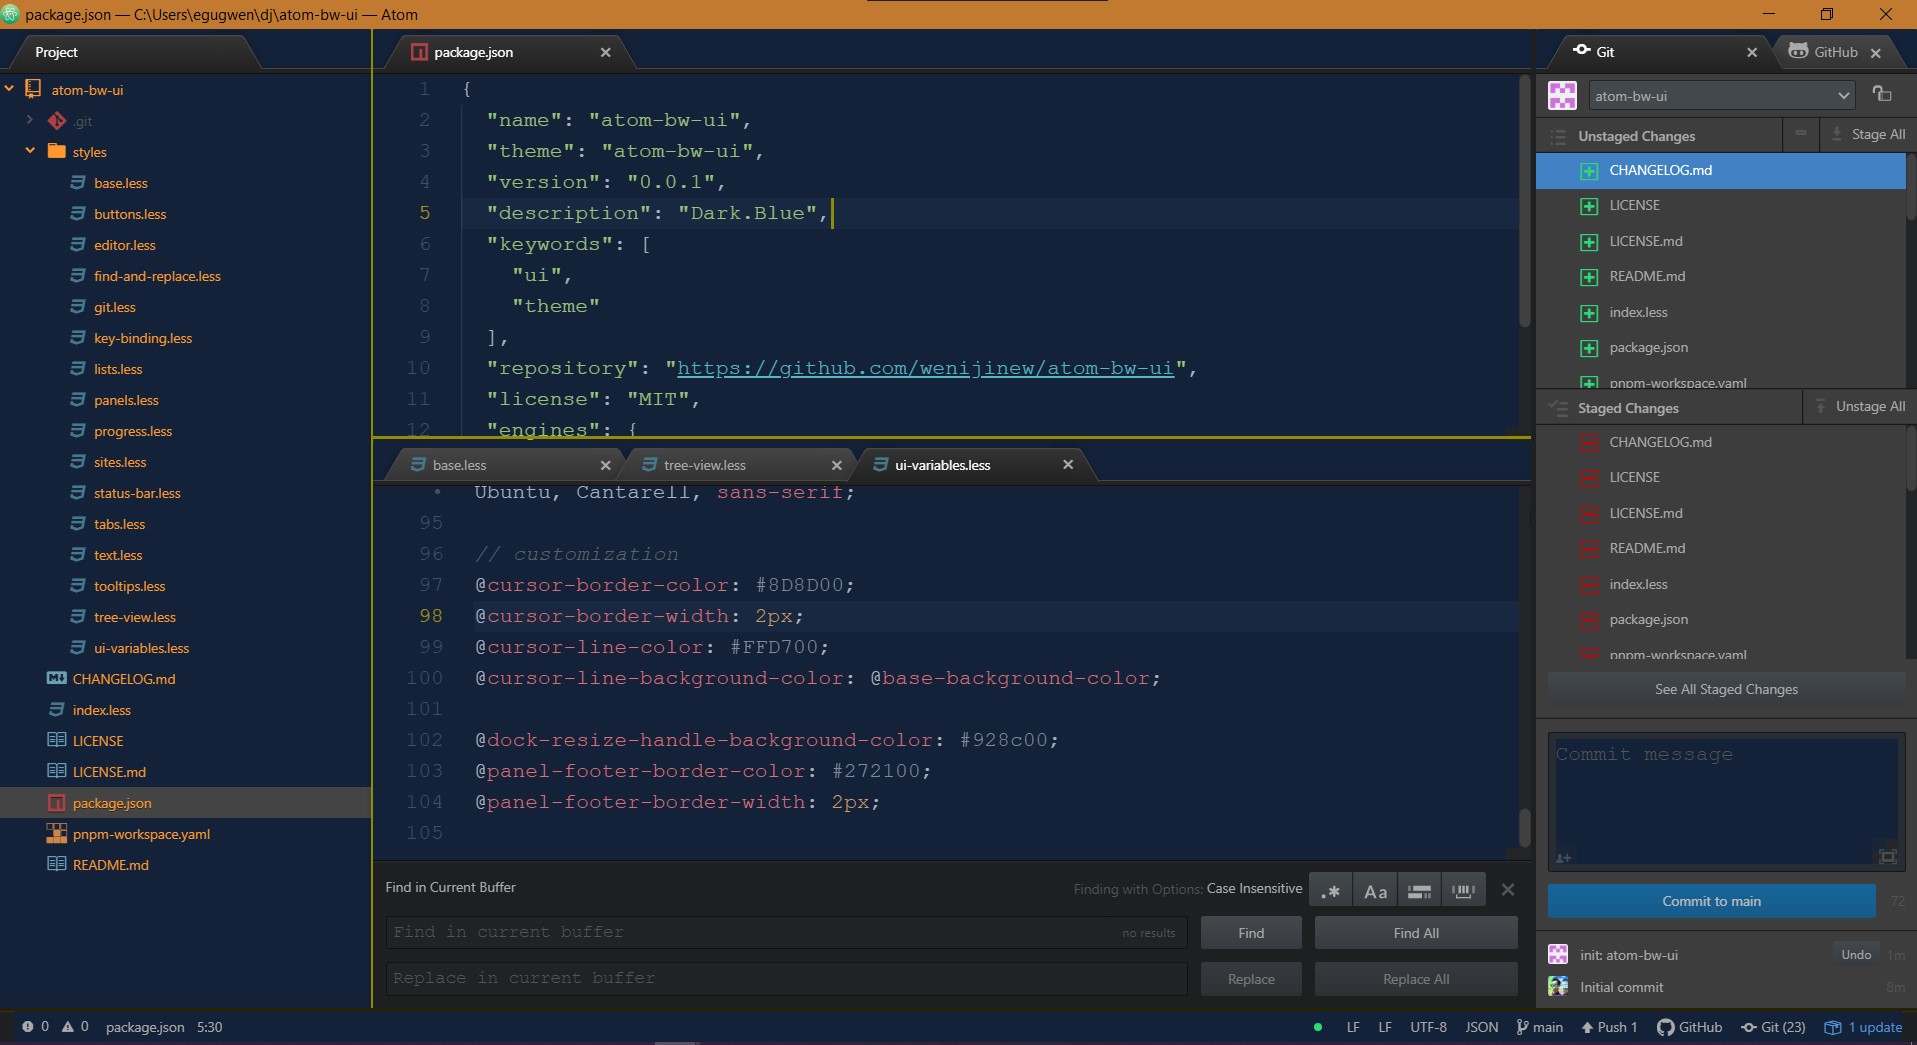 package.json — C:\Users\egugwen\dj\atom-bw-ui — Atom
Project
atom-bw-ui
.git
styles
base.less
buttons.less
editor.less
find-and-replace.less
git.less
key-binding.less
lists.less
panels.less
progress.less
sites.less
status-bar.less
tabs.less
text.less
tooltips.less
tree-view.less
ui-variables.less
CHANGELOG.md
index.less
LICENSE
LICENSE.md
package.json
pnpm-workspace.yaml
README.md
package.json
1 {
2 "name": "atom-bw-ui",
3 "theme": "atom-bw-ui",
4 "version": "0.0.1",
5 "description": "Dark.Blue",
6 "keywords": [
7 "ui",
8 "theme"
9 ],
10 "repository": "https://github.com/wenijinew/atom-bw-ui",
11 "license": "MIT",
12 "engines": {
base.less
tree-view.less
ui-variables.less
• Ubuntu, Cantarell, sans-serif;
95
96 // customization
97 @cursor-border-color: #8D8D00;
98 @cursor-border-width: 2px;
99 @cursor-line-color: #FFD700;
100 @cursor-line-background-color: @base-background-color;
101
102 @dock-resize-handle-background-color: #928c00;
103 @panel-footer-border-color: #272100;
104 @panel-footer-border-width: 2px;
105
Find in Current Buffer
Finding with Options: Case Insensitive
.* Aa
Find in current buffer
no results
Find
Find All
Replace in current buffer
Replace
Replace All
Git
GitHub
atom-bw-ui
Unstaged Changes
Stage All
CHANGELOG.md
LICENSE
LICENSE.md
README.md
index.less
package.json
pnpm-workspace.yaml
Staged Changes
Unstage All
CHANGELOG.md
LICENSE
LICENSE.md
README.md
index.less
package.json
pnpm-workspace.yaml
See All Staged Changes
Commit message
Commit to main
72
init: atom-bw-ui
Undo
1m
Initial commit
8m
0 0 package.json 5:30
LF LF UTF-8 JSON main Push 1 GitHub Git (23) 1 update